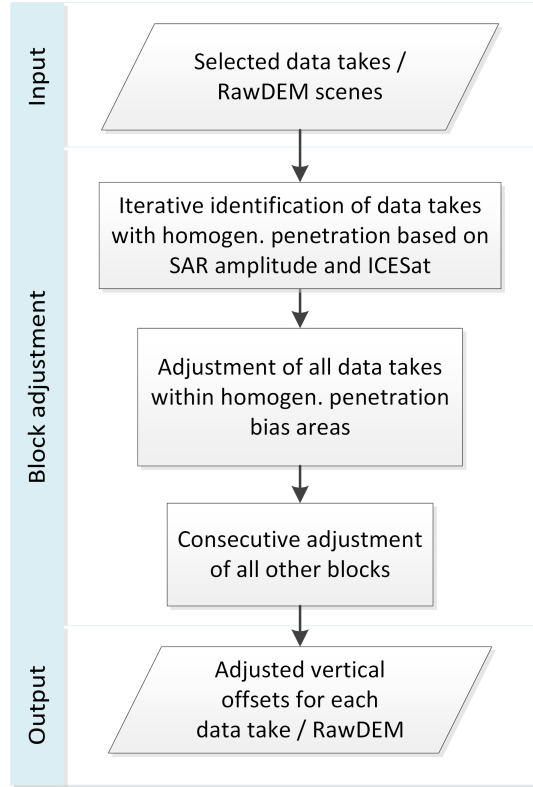 Input
Selected data takes /
RawDEM scenes
Block adjustment
Iterative identification of data takes
with homogen. penetration based on
SAR amplitude and ICESat
Adjustment of all data takes
within homogen. penetration
bias areas
Consecutive adjustment
of all other blocks
Output
Adjusted vertical
offsets for each
data take / RawDEM